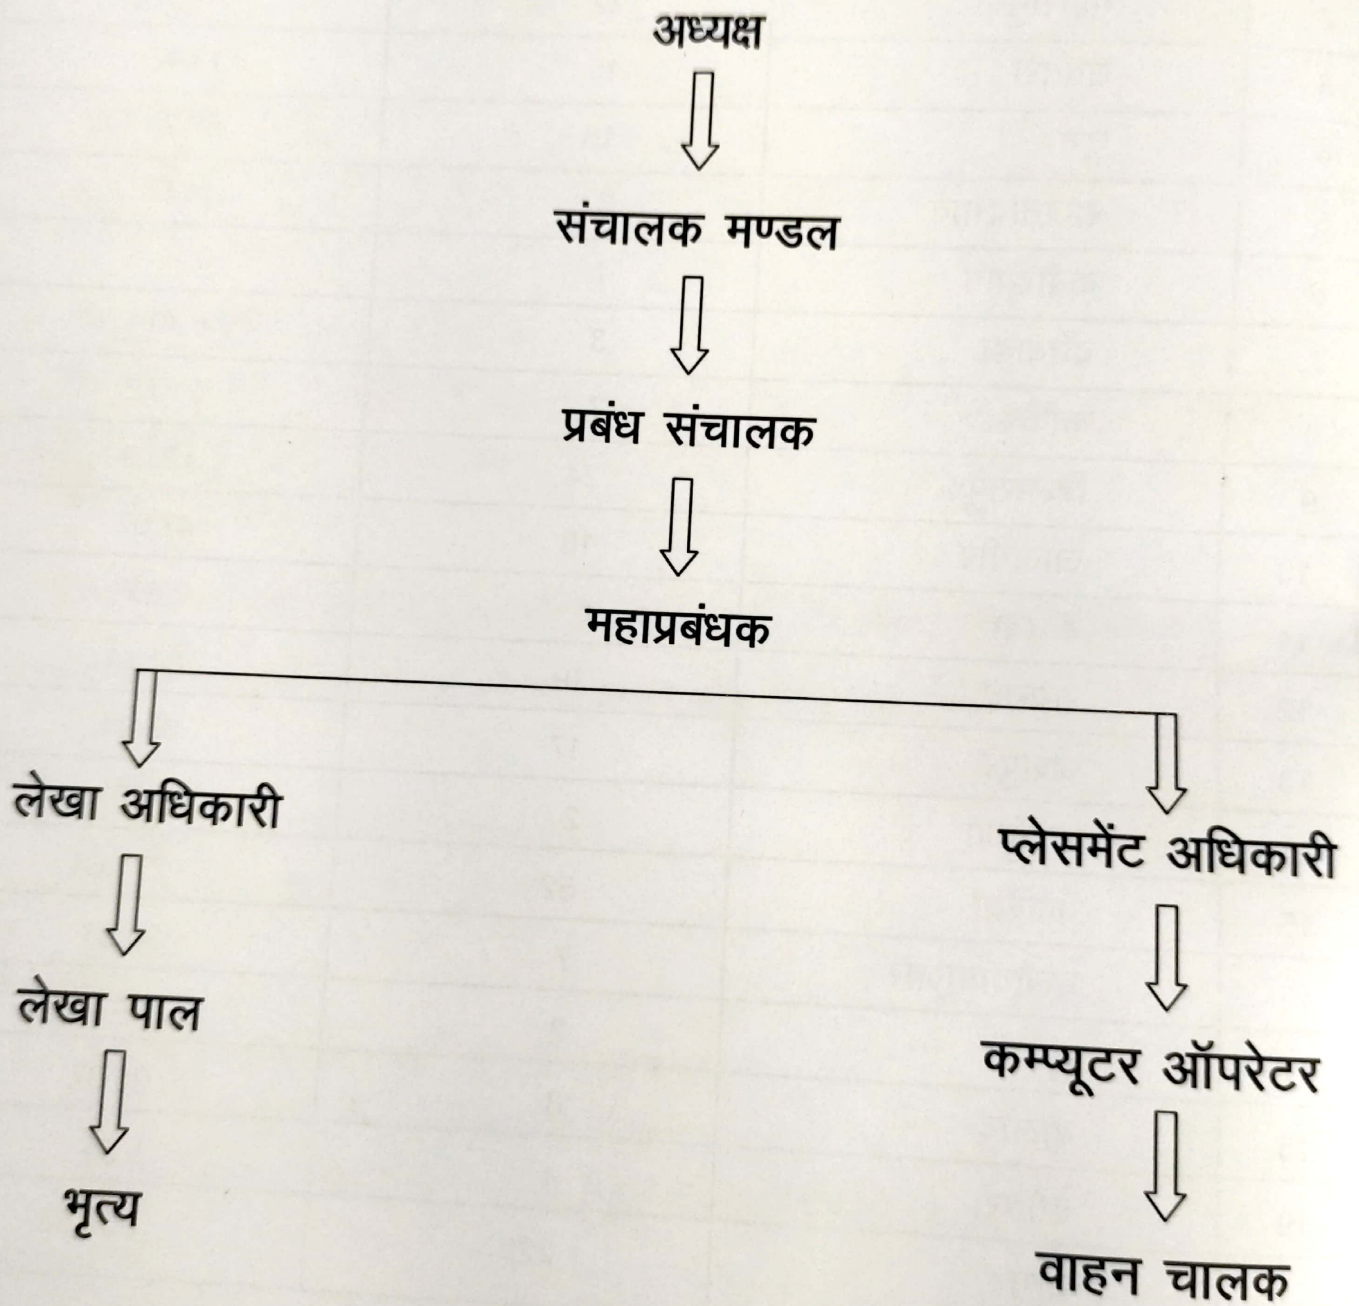 अध्यक्ष
संचालक मण्डल
प्रबंध संचालक
महाप्रबंधक
लेखा अधिकारी
प्लेसमेंट अधिकारी
लेखा पाल
कम्प्यूटर ऑपरेटर
भृत्य
वाहन चालक